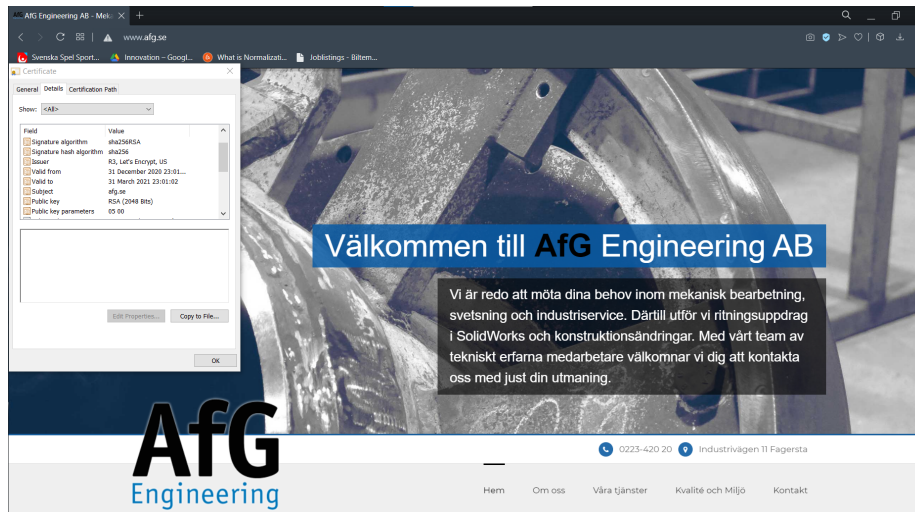 AfG Engineering AB - Meka
www.afg.se
Svenska Spel Sport...
Innovation – Googl...
What is Normalizati...
Joblistings - Biltem...
Certificate
General Details Certification Path
Show: <All>
Field Value
Signature algorithm sha256RSA
Signature hash algorithm sha256
Issuer R3, Let's Encrypt, US
Valid from 31 December 2020 23:01...
Valid to 31 March 2021 23:01:02
Subject afg.se
Public key RSA (2048 Bits)
Public key parameters 05 00
Edit Properties... Copy to File...
OK
Välkommen till AfG Engineering AB
Vi är redo att möta dina behov inom mekanisk bearbetning,
svetsning och industriservice. Därtill utför vi ritningsuppdrag
i SolidWorks och konstruktionsändringar. Med vårt team av
tekniskt erfarna medarbetare välkomnar vi dig att kontakta
oss med just din utmaning.
AfG
Engineering
0223-420 20 Industrivägen 11 Fagersta
Hem Om oss Våra tjänster Kvalité och Miljö Kontakt